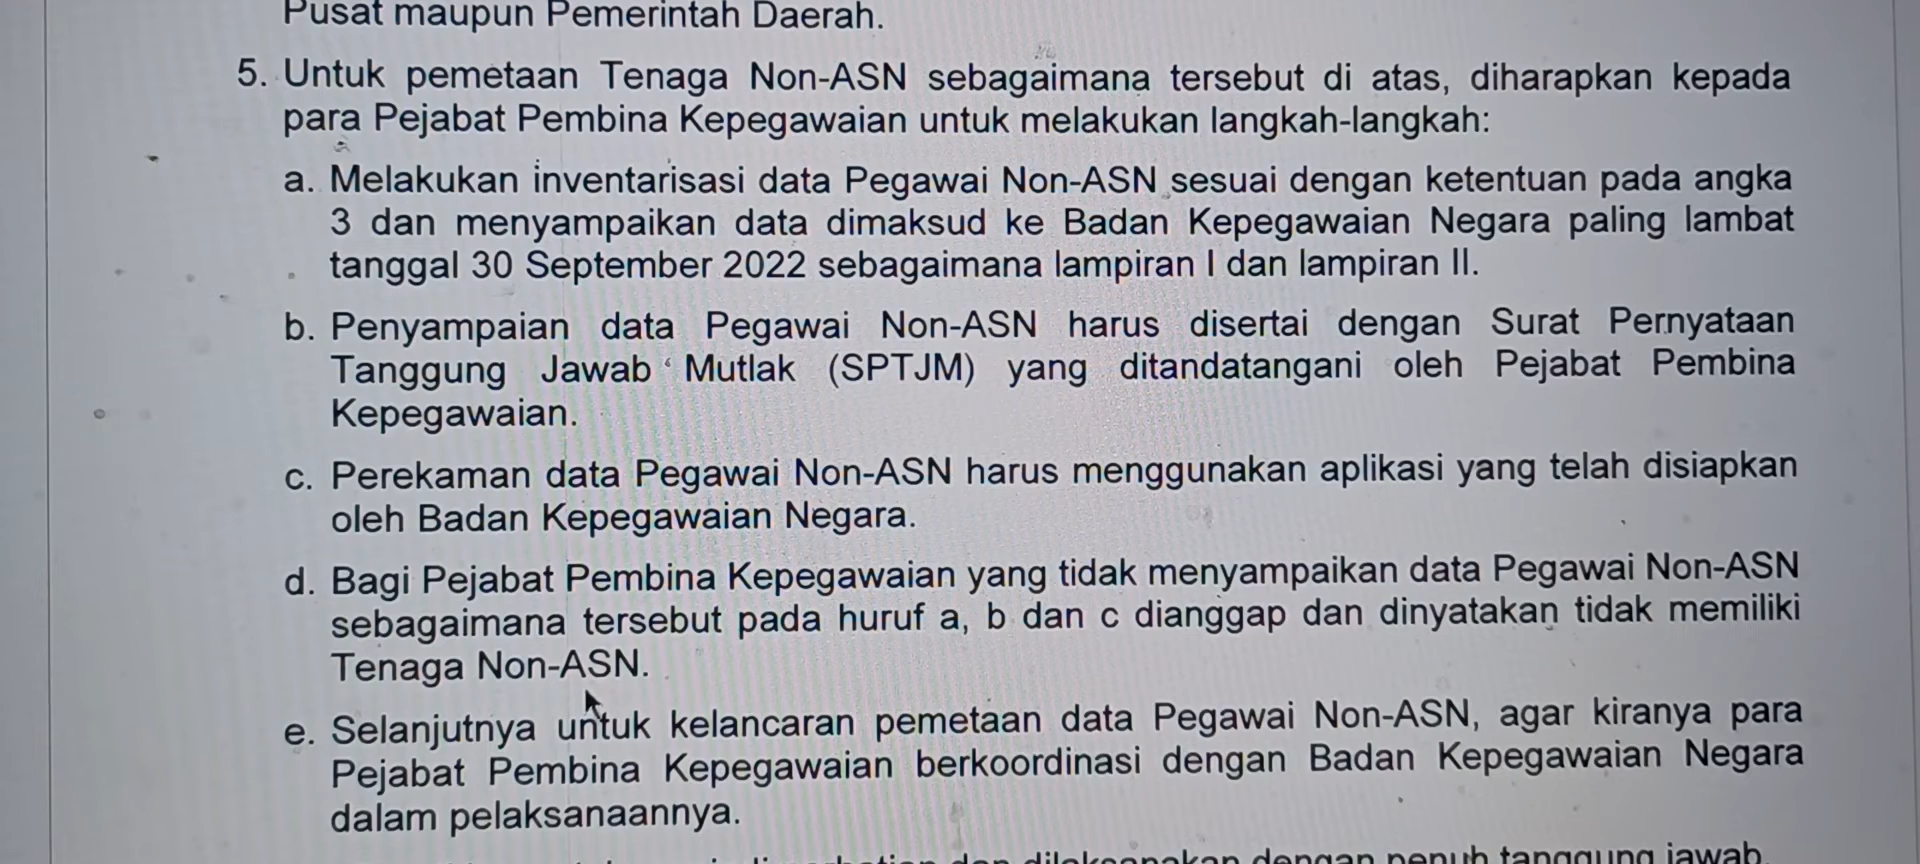 Pusat maupun Pemerintah Daerah.
5. Untuk pemetaan Tenaga Non-ASN sebagaimana tersebut di atas, diharapkan kepada
para Pejabat Pembina Kepegawaian untuk melakukan langkah-langkah:
a. Melakukan inventarisasi data Pegawai Non-ASN sesuai dengan ketentuan pada angka
3 dan menyampaikan data dimaksud ke Badan Kepegawaian Negara paling lambat
tanggal 30 September 2022 sebagaimana lampiran I dan lampiran II.
b. Penyampaian data Pegawai Non-ASN harus disertai dengan Surat Pernyataan
Tanggung Jawab Mutlak (SPTJM) yang ditandatangani oleh Pejabat Pembina
Kepegawaian.
c. Perekaman data Pegawai Non-ASN harus menggunakan aplikasi yang telah disiapkan
oleh Badan Kepegawaian Negara.
d. Bagi Pejabat Pembina Kepegawaian yang tidak menyampaikan data Pegawai Non-ASN
sebagaimana tersebut pada huruf a, b dan c dianggap dan dinyatakan tidak memiliki
Tenaga Non-ASN.
e. Selanjutnya untuk kelancaran pemetaan data Pegawai Non-ASN, agar kiranya para
Pejabat Pembina Kepegawaian berkoordinasi dengan Badan Kepegawaian Negara
dalam pelaksanaannya.
dan dilaksanakan dengan penuh tanggung jawab